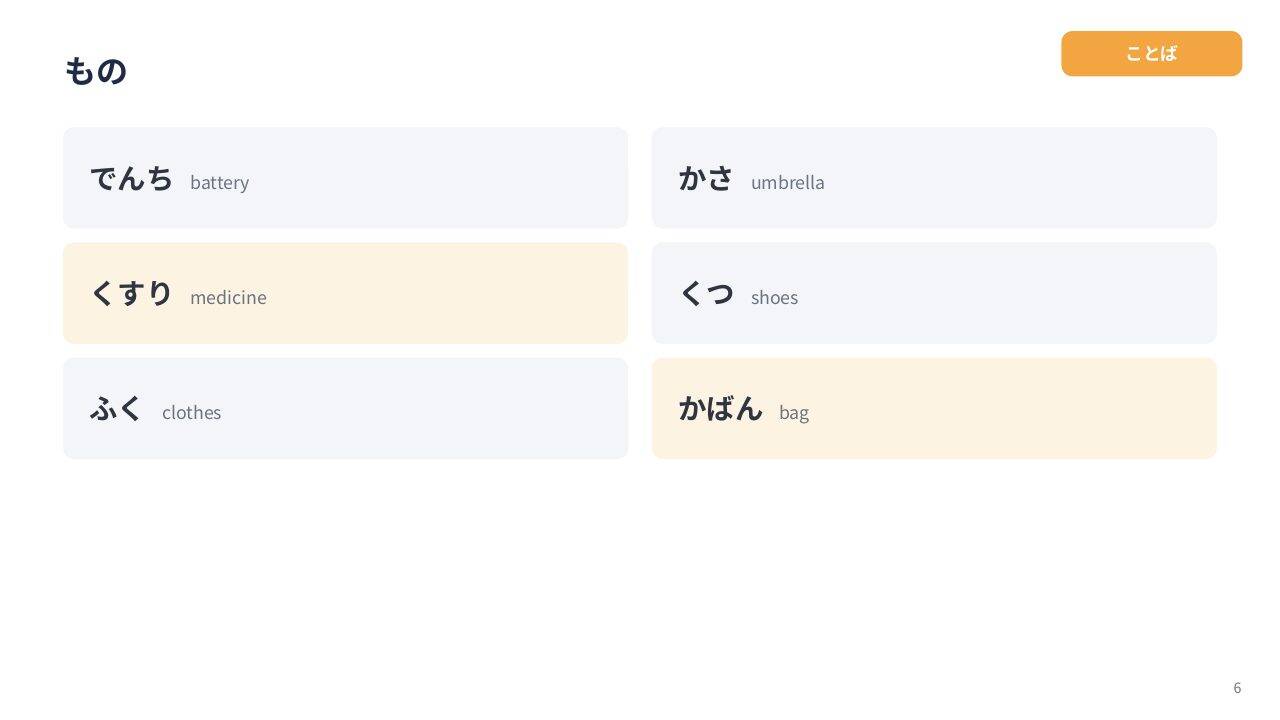 もの
ことば
でんち battery
かさ umbrella
くすり medicine
くつ shoes
ふく clothes
かばん bag
6